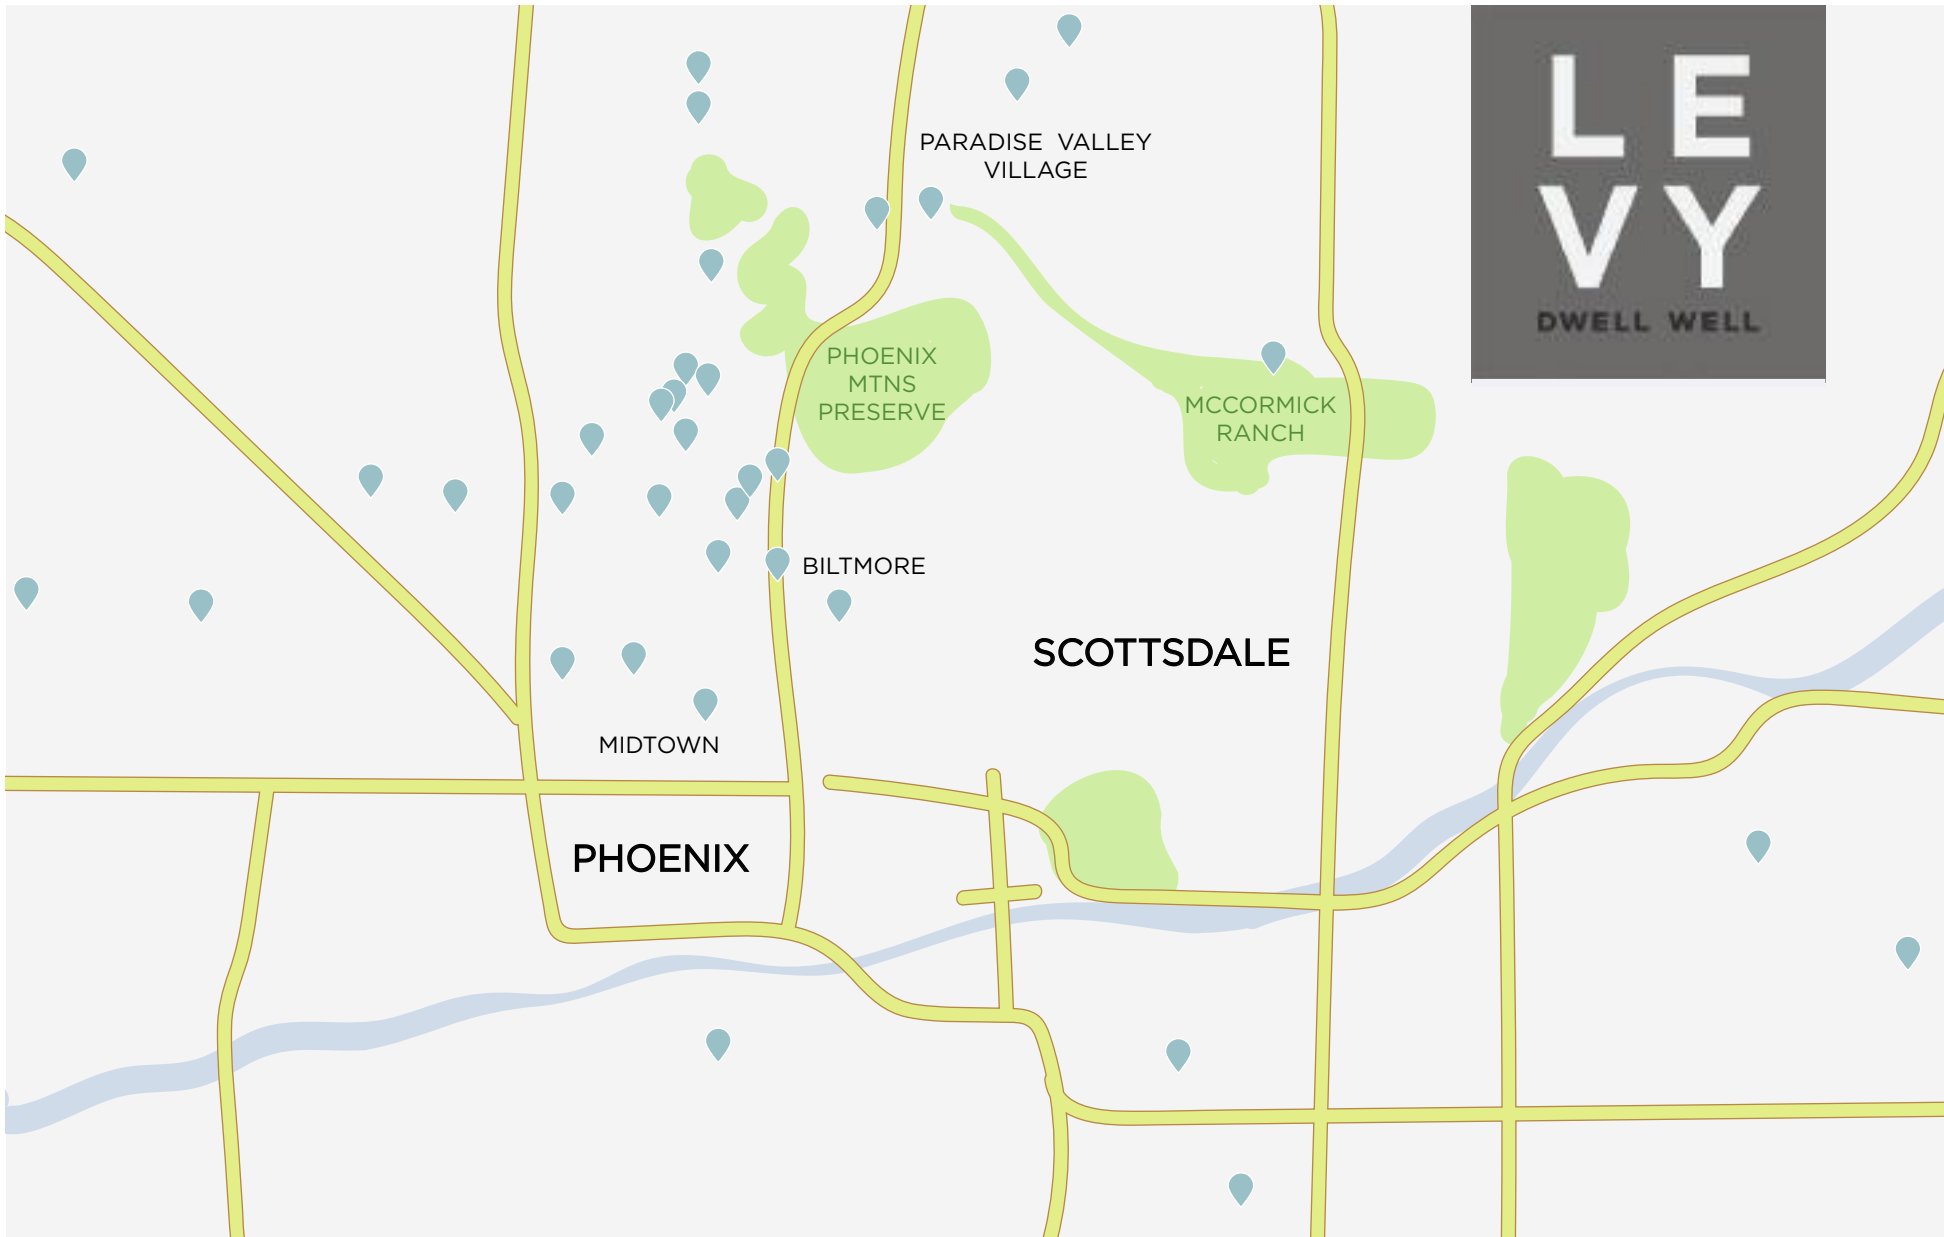 LE
VY
DWELL WELL
PARADISE VALLEY
VILLAGE
PHOENIX
MTNS
PRESERVE
MCCORMICK
RANCH
BILTMORE
SCOTTSDALE
MIDTOWN
PHOENIX